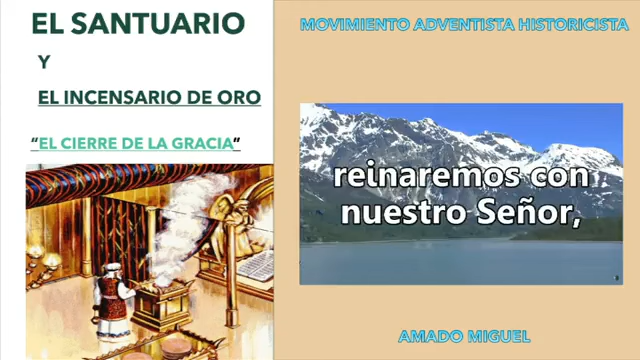 EL SANTUARIO
Y
EL INCENSARIO DE ORO
“EL CIERRE DE LA GRACIA”
MOVIMIENTO ADVENTISTA HISTORICISTA
reinaremos con
nuestro Señor,
AMADO MIGUEL